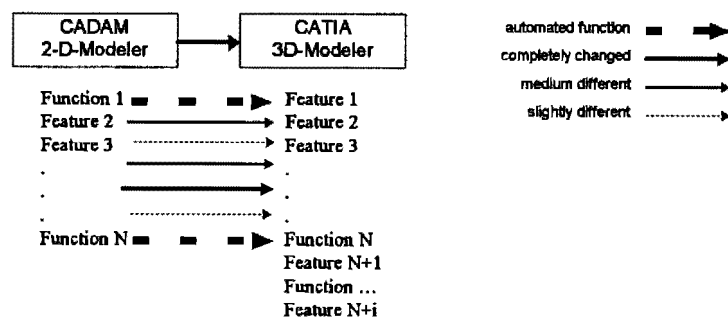 CADAM
2-D-Modeler
CATIA
3D-Modeler
automated function
completely changed
medium different
slightly different
Function 1
Feature 1
Feature 2
Feature 2
Feature 3
Feature 3
.
.
.
.
.
.
Function N
Function N
Feature N+1
Function ...
Feature N+i